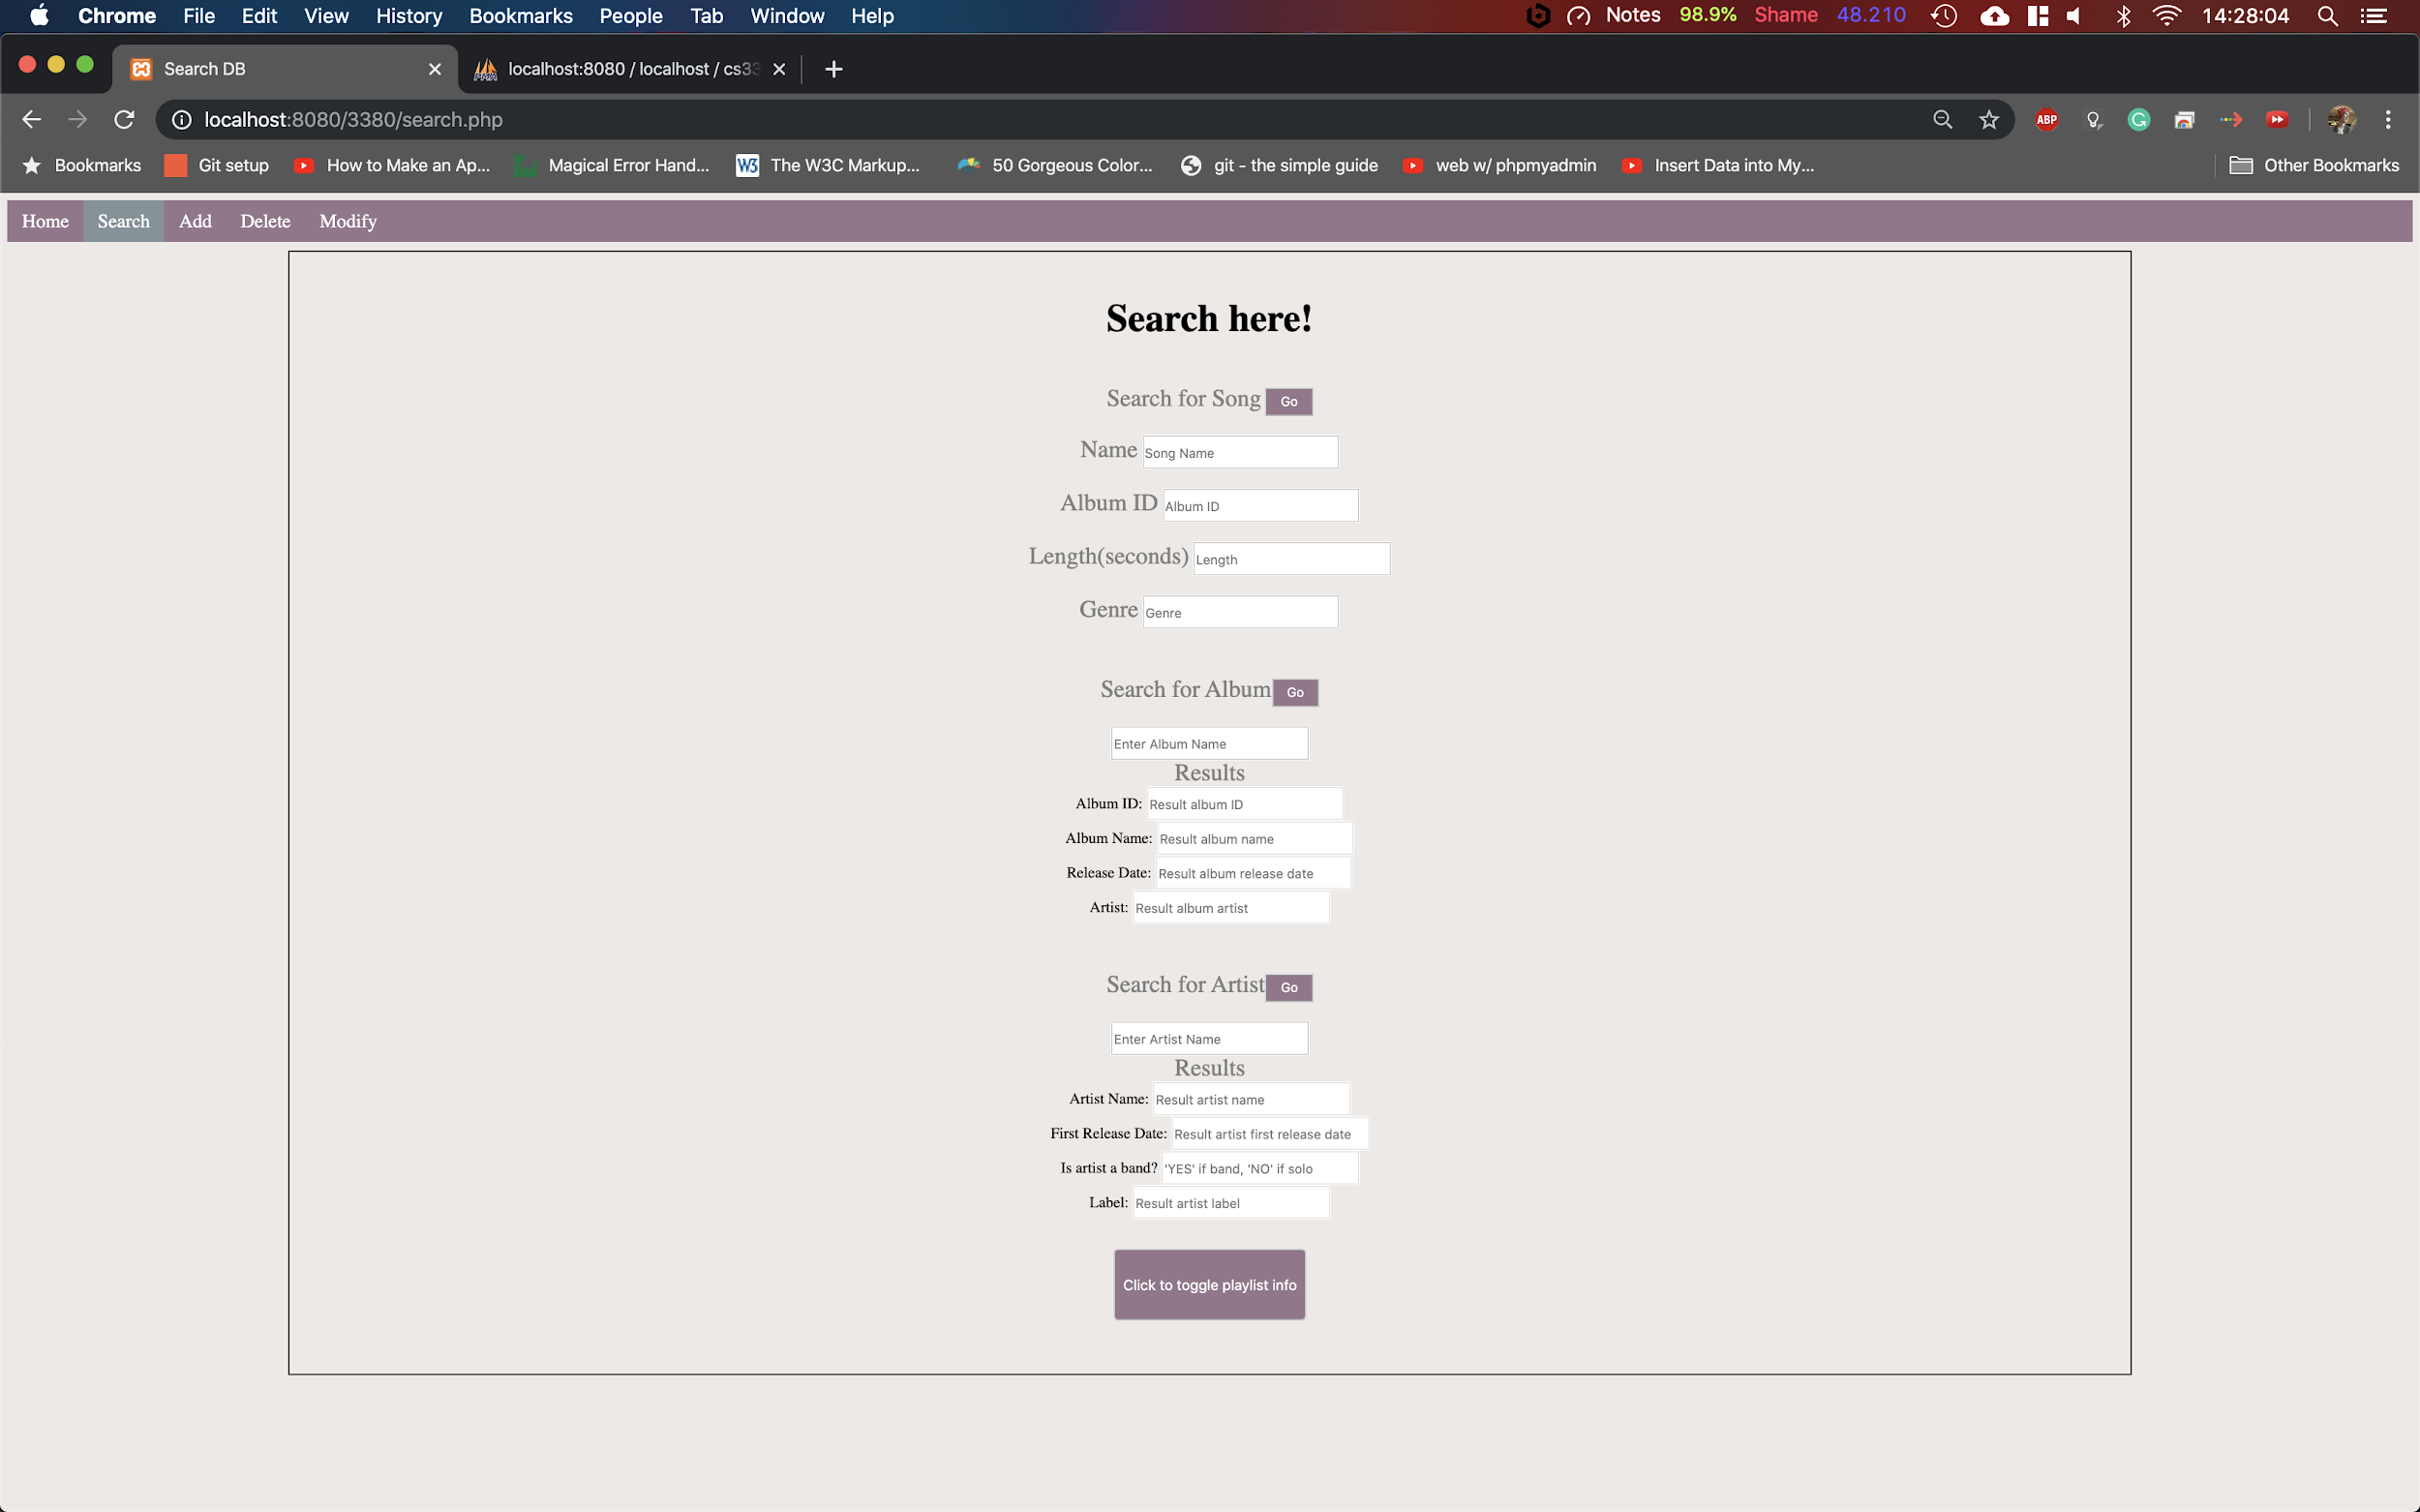 Chrome File Edit View History Bookmarks People Tab Window Help Notes 98.9% Shame 48.210 14:28:04
Search DB localhost:8080 / localhost / cs33
localhost:8080/3380/search.php ABP
Bookmarks Git setup How to Make an Ap... Magical Error Hand... W3 The W3C Markup... 50 Gorgeous Color... git - the simple guide web w/ phpmyadmin Insert Data into My... Other Bookmarks
Home Search Add Delete Modify
Search here!
Search for Song Go
Name Song Name
Album ID Album ID
Length(seconds) Length
Genre Genre
Search for Album Go
Enter Album Name
Results
Album ID: Result album ID
Album Name: Result album name
Release Date: Result album release date
Artist: Result album artist
Search for Artist Go
Enter Artist Name
Results
Artist Name: Result artist name
First Release Date: Result artist first release date
Is artist a band? 'YES' if band, 'NO' if solo
Label: Result artist label
Click to toggle playlist info